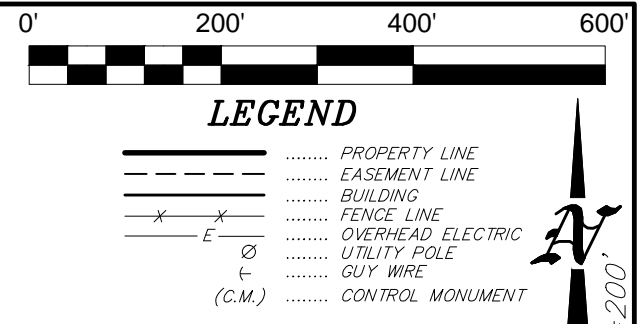 0' 200' 400' 600'
LEGEND
........ PROPERTY LINE
........ EASEMENT LINE
........ BUILDING
X X ........ FENCE LINE
E ........ OVERHEAD ELECTRIC
........ UTILITY POLE
........ GUY WIRE
(C.M.) ........ CONTROL MONUMENT
N
200'